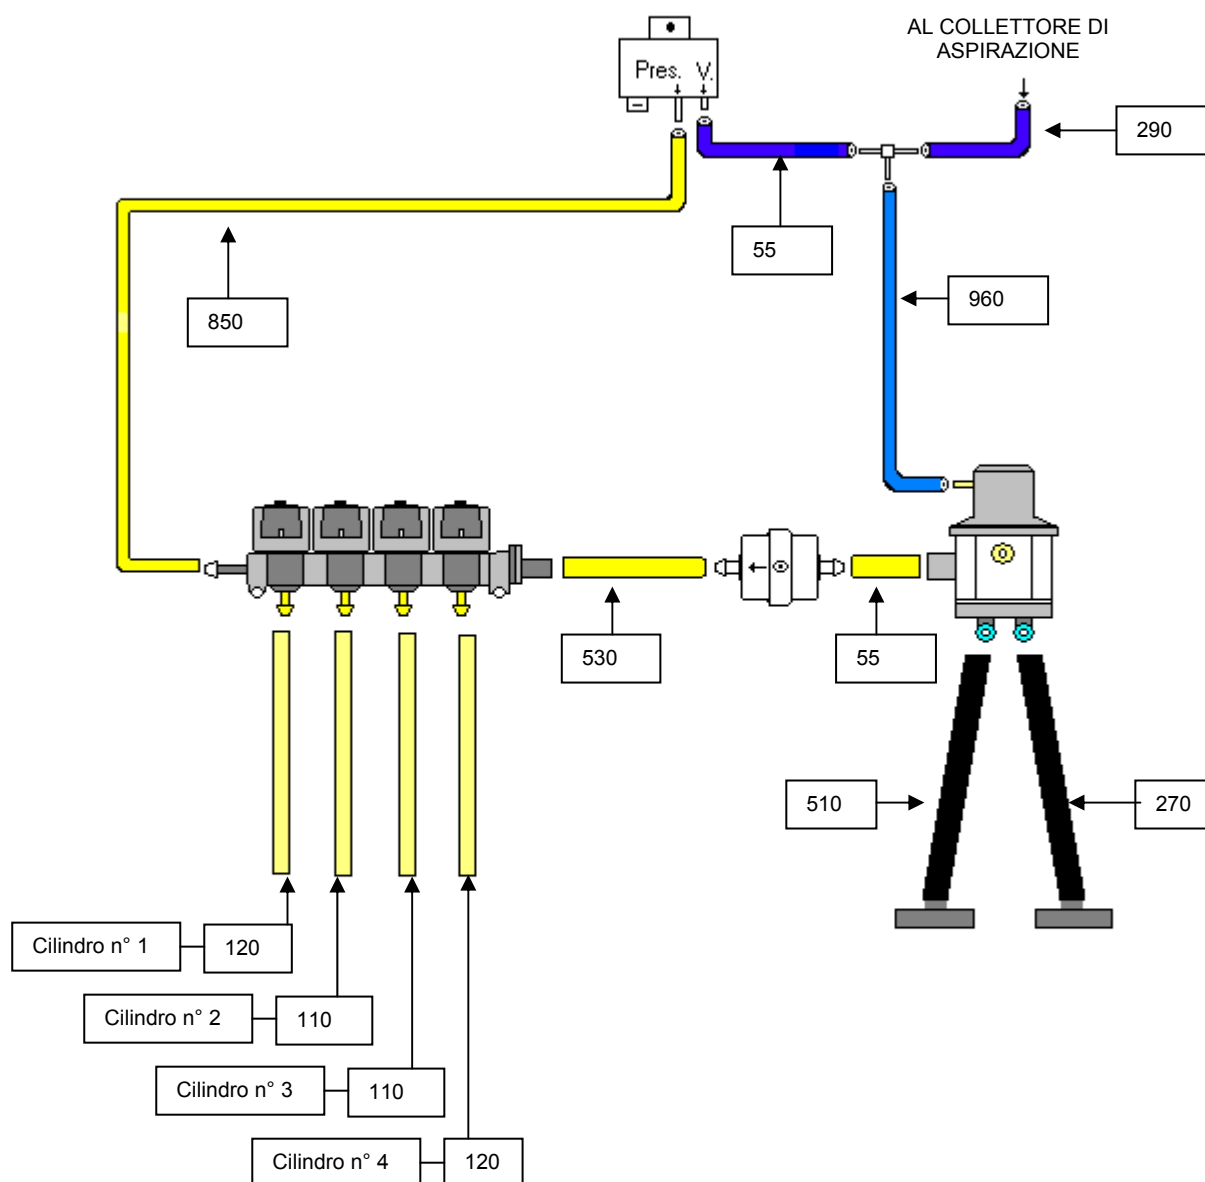 AL COLLETTORE DI
ASPIRAZIONE
Pres. V.
290
55
960
850
530
55
510
270
Cilindro n° 1
120
Cilindro n° 2
110
Cilindro n° 3
110
Cilindro n° 4
120